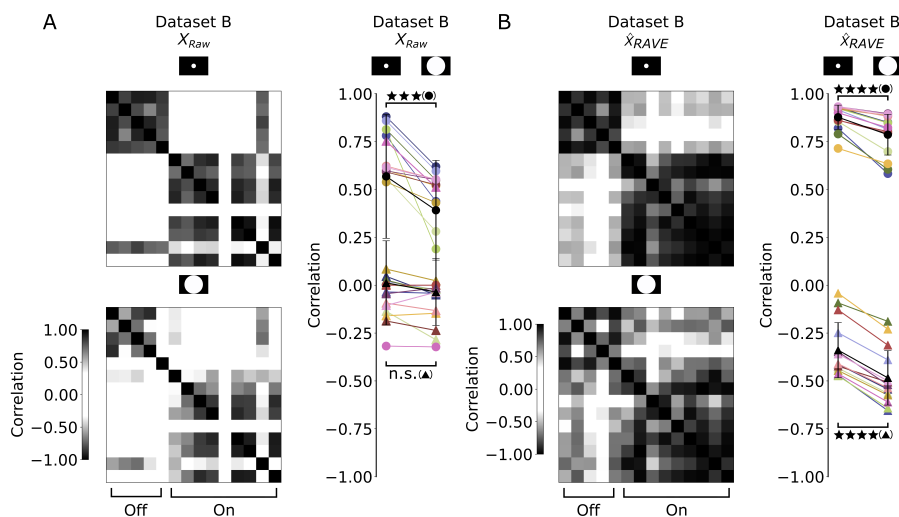 A
Dataset B
X_Raw
Correlation
1.00
0.50
0.00
−0.50
−1.00
Off
On
Dataset B
X_Raw
★★★(●)
Correlation
1.00
0.75
0.50
0.25
0.00
−0.25
−0.50
−0.75
−1.00
n.s.(▲)
B
Dataset B
X̂_RAVE
Correlation
1.00
0.50
0.00
−0.50
−1.00
Off
On
Dataset B
X̂_RAVE
★★★★(●)
Correlation
1.00
0.75
0.50
0.25
0.00
−0.25
−0.50
−0.75
−1.00
★★★★(▲)